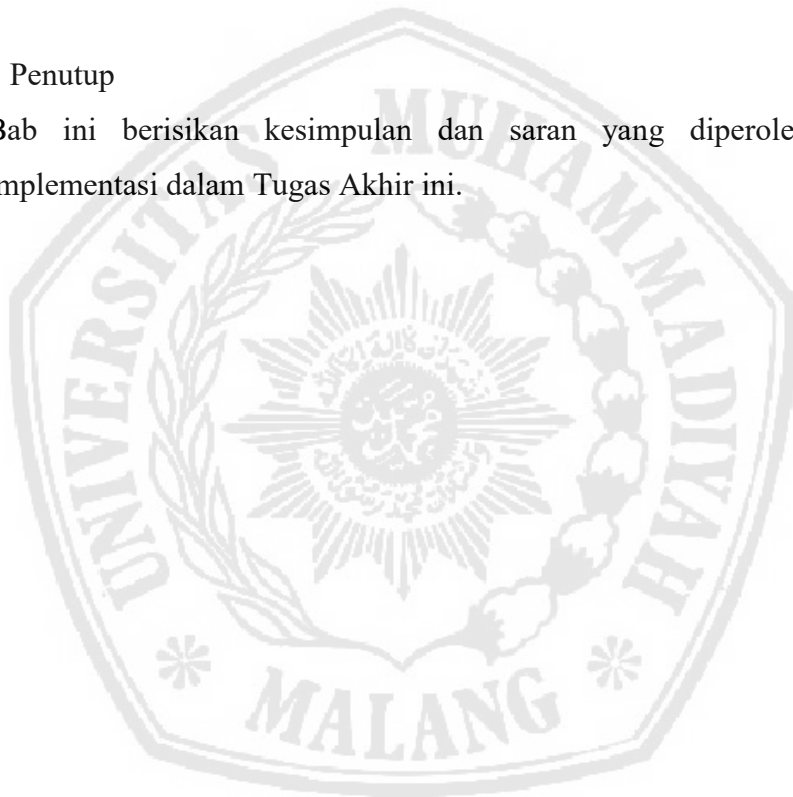 Penutup
Bab ini berisikan kesimpulan dan saran yang diperole
mplementasi dalam Tugas Akhir ini.
UNIVERSITAS MUHAMMADIYAH
MALANG